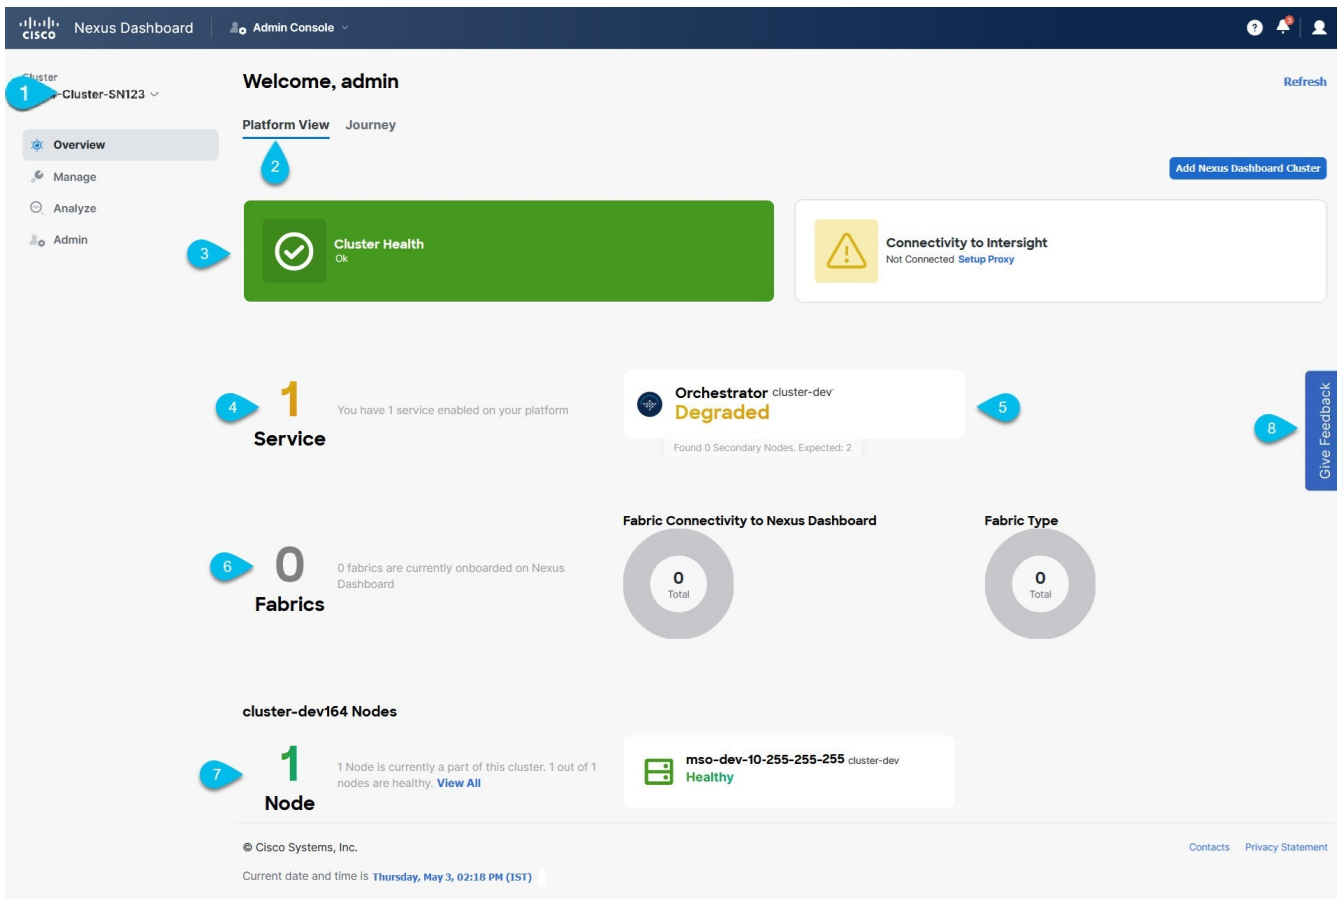 cisco Nexus Dashboard Admin Console 3
Cluster
1 -Cluster-SN123
Overview
Manage
Analyze
Admin
Welcome, admin
Refresh
Platform View Journey
2
Add Nexus Dashboard Cluster
3
Cluster Health
Ok
Connectivity to Intersight
Not Connected Setup Proxy
4
1
Service
You have 1 service enabled on your platform
Orchestrator cluster-dev
Degraded
Found 0 Secondary Nodes. Expected: 2
5
8
Give Feedback
6
0
Fabrics
0 fabrics are currently onboarded on Nexus
Dashboard
Fabric Connectivity to Nexus Dashboard
0
Total
Fabric Type
0
Total
cluster-dev164 Nodes
7
1
Node
1 Node is currently a part of this cluster. 1 out of 1
nodes are healthy. View All
mso-dev-10-255-255-255 cluster-dev
Healthy
© Cisco Systems, Inc.
Contacts Privacy Statement
Current date and time is Thursday, May 3, 02:18 PM (IST)